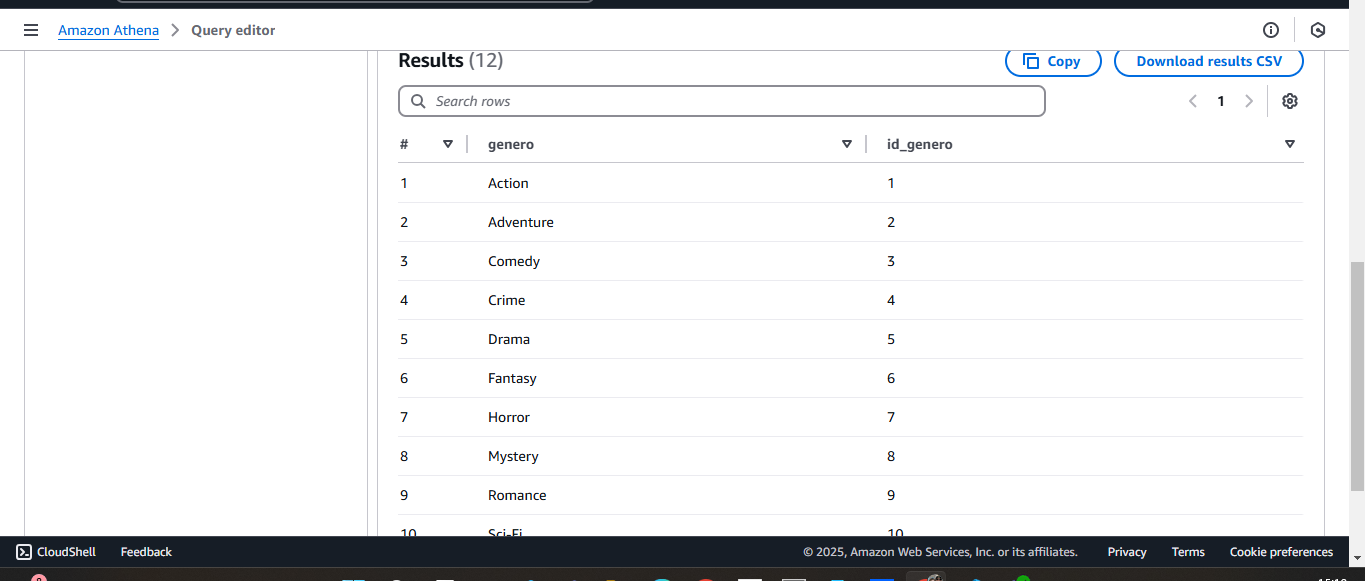 Amazon Athena > Query editor
Results (12) Copy Download results CSV
Search rows 1
# genero id_genero
1 Action 1
2 Adventure 2
3 Comedy 3
4 Crime 4
5 Drama 5
6 Fantasy 6
7 Horror 7
8 Mystery 8
9 Romance 9
10 Sci-Fi 10
CloudShell Feedback © 2025, Amazon Web Services, Inc. or its affiliates. Privacy Terms Cookie preferences